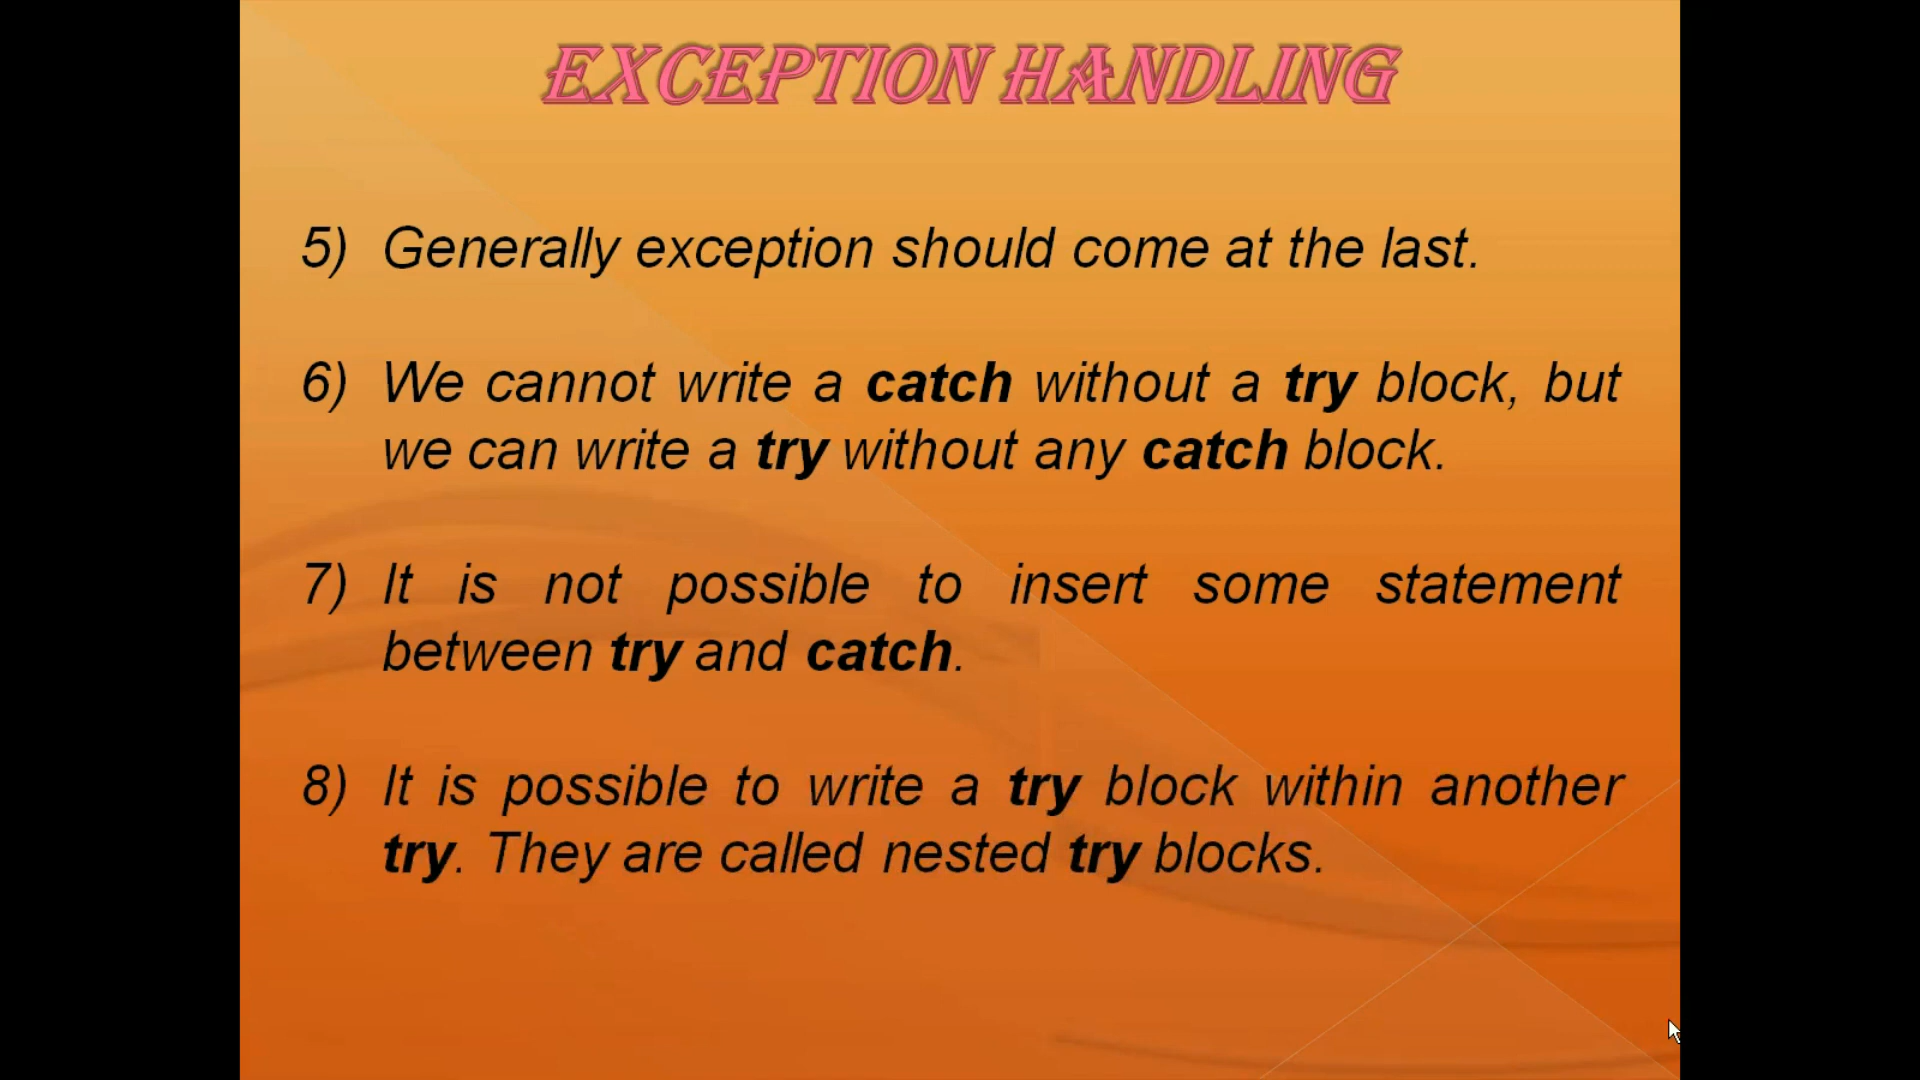 EXCEPTION HANDLING
5) Generally exception should come at the last.
6) We cannot write a catch without a try block, but
we can write a try without any catch block.
7) It is not possible to insert some statement
between try and catch.
8) It is possible to write a try block within another
try. They are called nested try blocks.